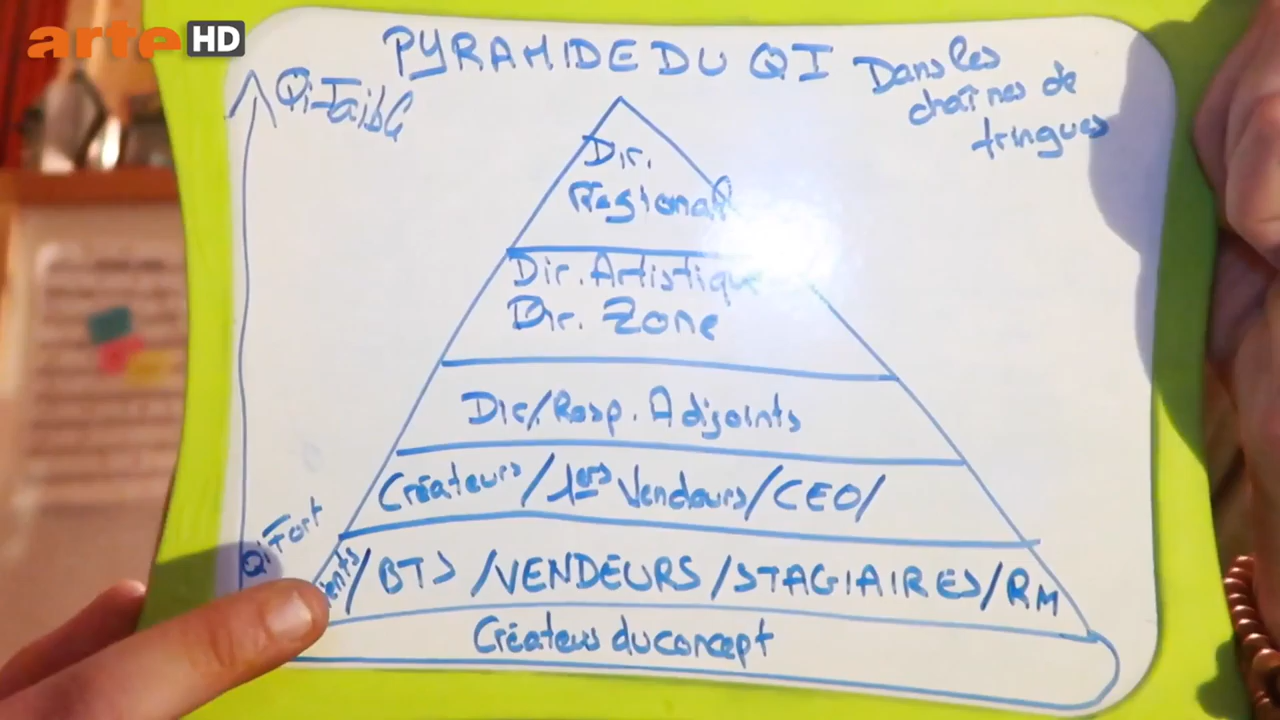 arte HD
PYRAMIDE DU QI
Dans les
chaînes de
fringues
Qi Faible
Dir.
Régional
Dir. Artistique
Dir. Zone
Dir/Resp. Adjoints
Créateurs/1ers Vendeurs/CEO/
Qi Fort
/BTS/VENDEURS/STAGIAIRES/RM
Créateurs du concept